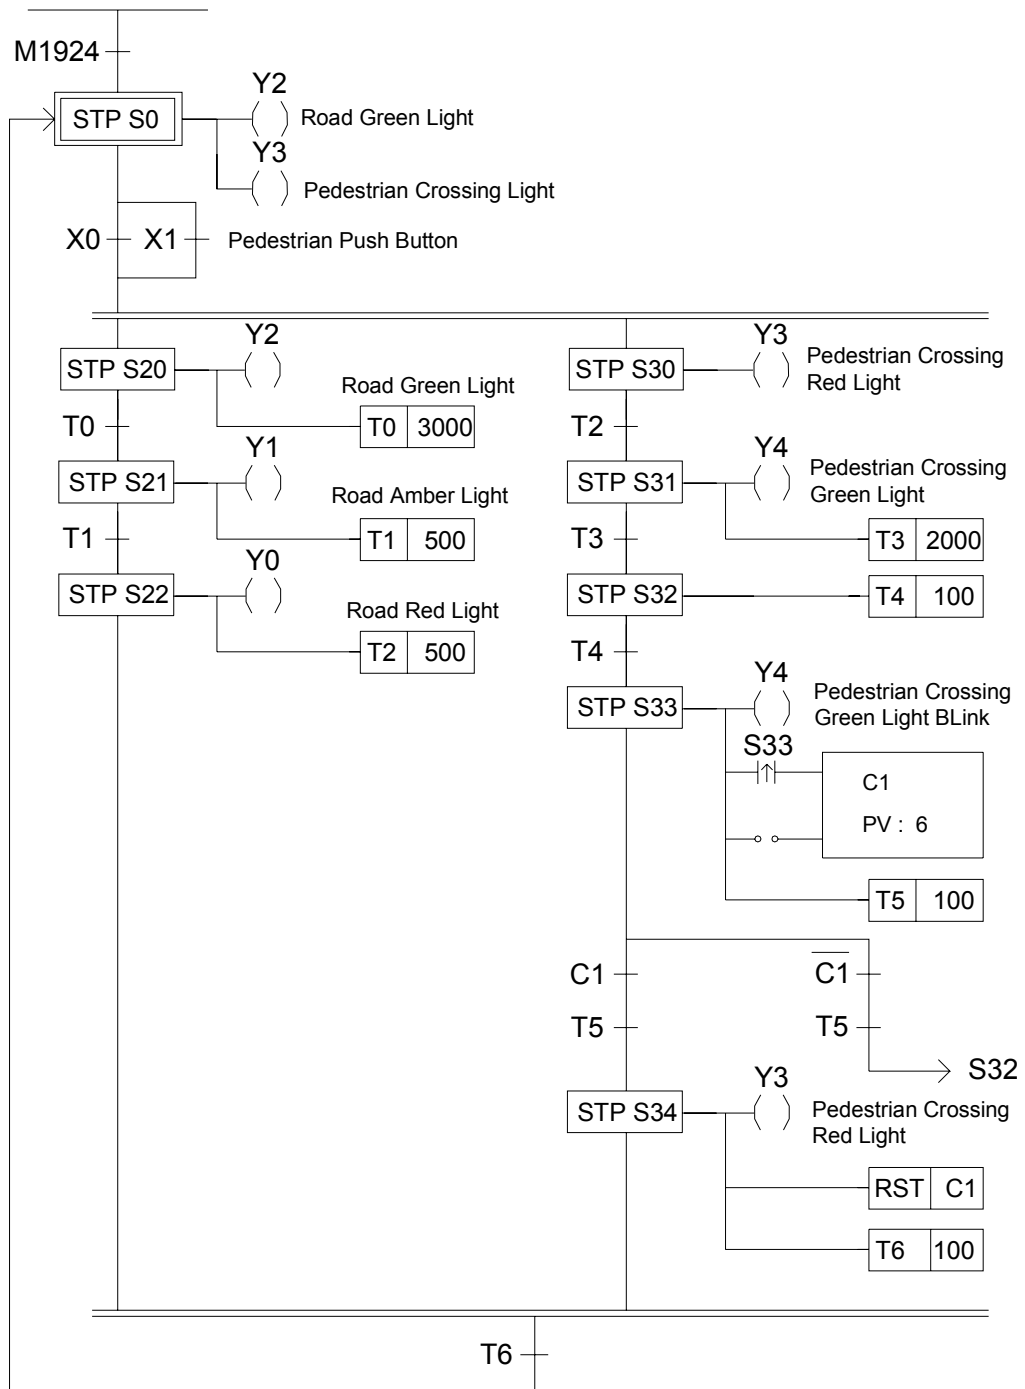 M1924
STP S0
Y2
Road Green Light
Y3
Pedestrian Crossing Light
X0
X1
Pedestrian Push Button
STP S20
Y2
Road Green Light
T0 3000
T0
STP S21
Y1
Road Amber Light
T1 500
T1
STP S22
Y0
Road Red Light
T2 500
STP S30
Y3
Pedestrian Crossing
Red Light
T2
STP S31
Y4
Pedestrian Crossing
Green Light
T3 2000
T3
STP S32
T4 100
T4
STP S33
Y4
Pedestrian Crossing
Green Light BLink
S33
C1
PV : 6
T5 100
C1
T5
C1
T5
S32
STP S34
Y3
Pedestrian Crossing
Red Light
RST C1
T6 100
T6